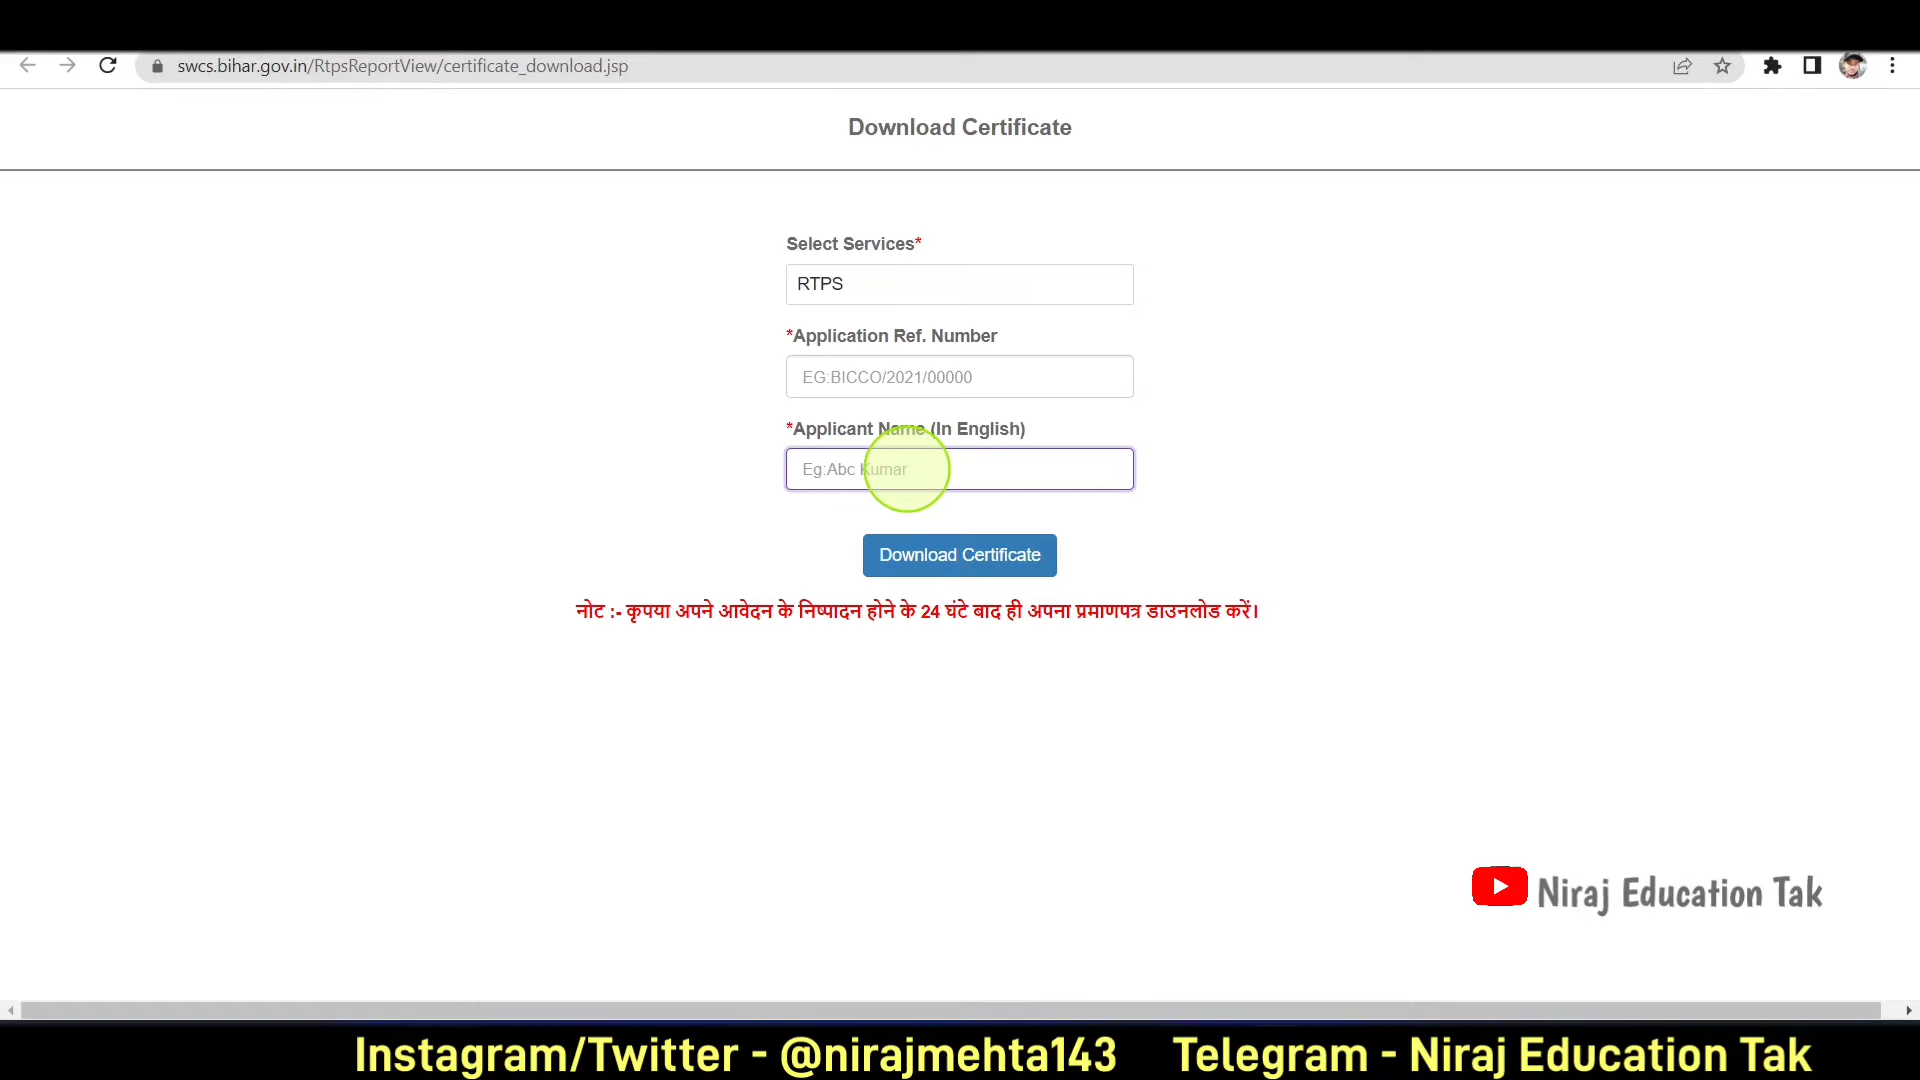 swcs.bihar.gov.in/RtpsReportView/certificate_download.jsp
Download Certificate
Select Services*
RTPS
*Application Ref. Number
EG:BICCO/2021/00000
*Applicant Name (In English)
Eg:Abc Kumar
Download Certificate
नोट :- कृपया अपने आवेदन के निष्पादन होने के 24 घंटे बाद ही अपना प्रमाणपत्र डाउनलोड करें।
Niraj Education Tak
Instagram/Twitter - @nirajmehta143 Telegram - Niraj Education Tak